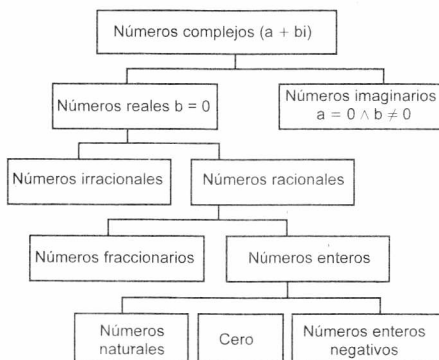 Números complejos (a + bi)
Números reales b = 0
Números imaginarios
a = 0 ∧ b ≠ 0
Números irracionales
Números racionales
Números fraccionarios
Números enteros
Números
naturales
Cero
Números enteros
negativos